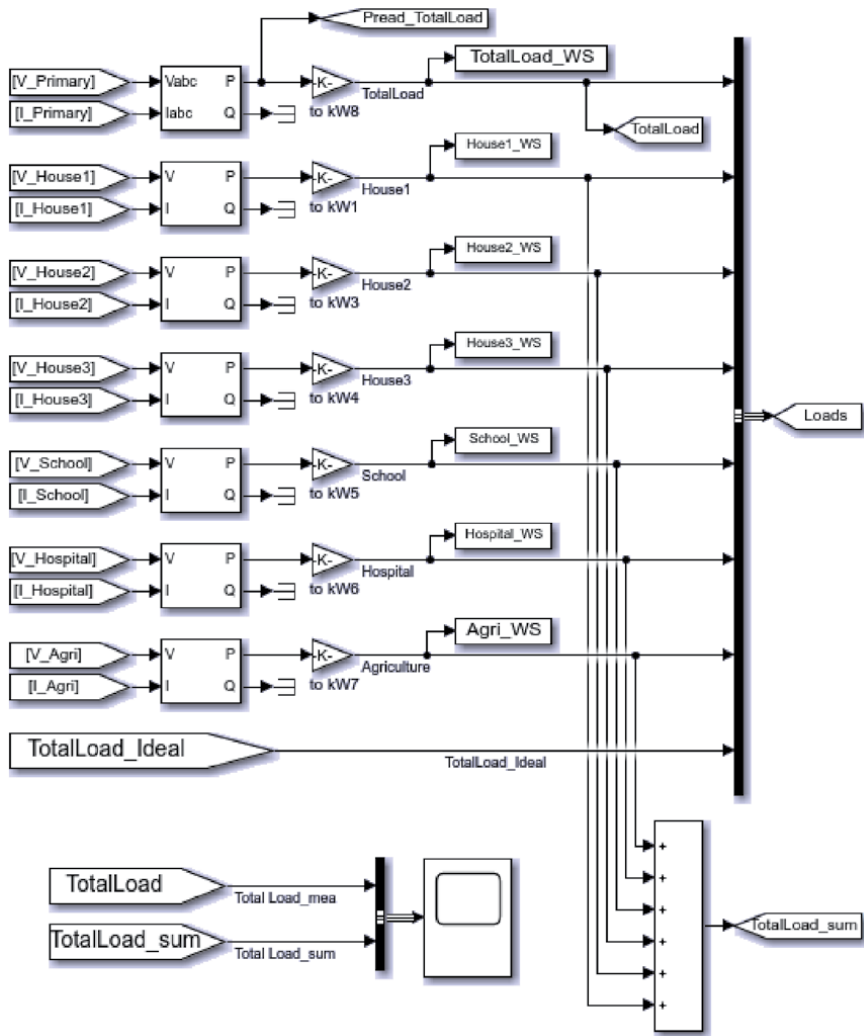 Pread_TotalLoad
[V_Primary]
Vabc
P
-K-
TotalLoad_WS
TotalLoad
[I_Primary]
Iabc
Q
to kW8
TotalLoad
[V_House1]
V
P
-K-
House1_WS
House1
[I_House1]
I
Q
to kW1
[V_House2]
V
P
-K-
House2_WS
House2
[I_House2]
I
Q
to kW3
[V_House3]
V
P
-K-
House3_WS
House3
[I_House3]
I
Q
to kW4
Loads
[V_School]
V
P
-K-
School_WS
School
[I_School]
I
Q
to kW5
[V_Hospital]
V
P
-K-
Hospital_WS
Hospital
[I_Hospital]
I
Q
to kW6
[V_Agri]
V
P
-K-
Agri_WS
Agriculture
[I_Agri]
I
Q
to kW7
TotalLoad_Ideal
TotalLoad_Ideal
TotalLoad
Total Load_mea
TotalLoad_sum
Total Load_sum
+
+
+
+
+
+
TotalLoad_sum